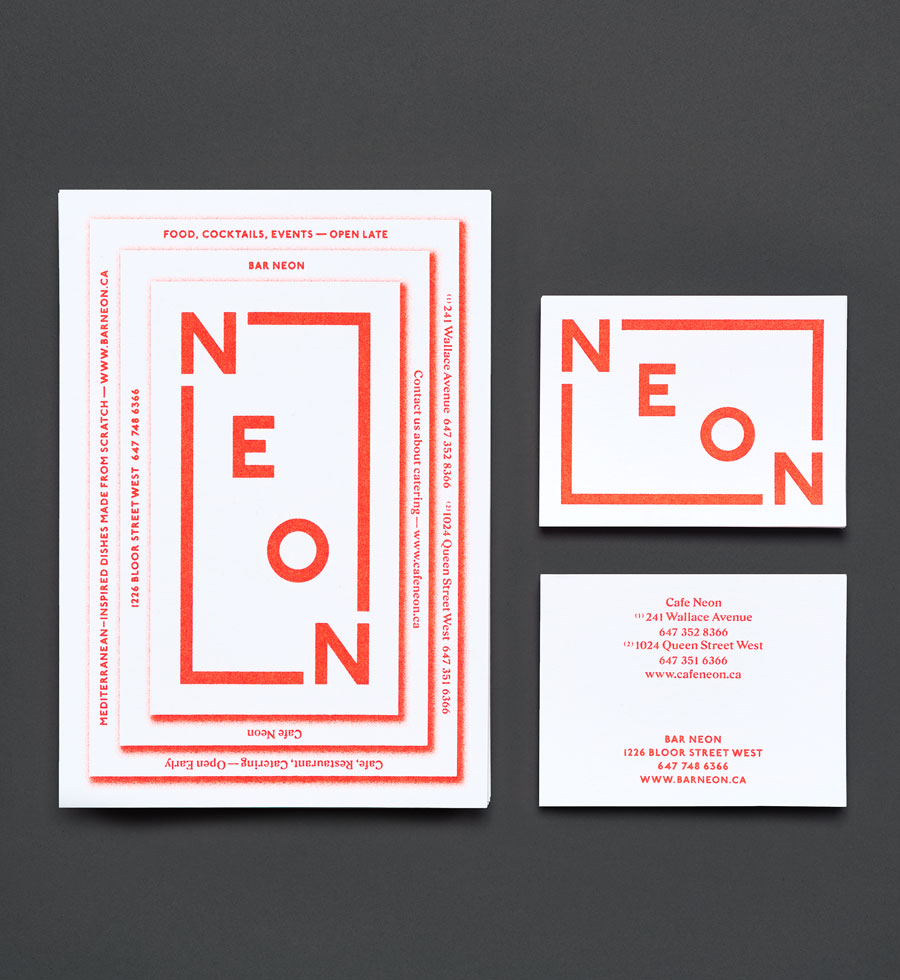 FOOD, COCKTAILS, EVENTS — OPEN LATE
BAR NEON
MEDITERRANEAN–INSPIRED DISHES MADE FROM SCRATCH — WWW.BARNEON.CA
1226 BLOOR STREET WEST 647 748 6366
N
E
O
N
Contact us about catering — www.cafeneon.ca
(1) 241 Wallace Avenue 647 352 8366 (2) 1024 Queen Street West 647 351 6366
Cafe Neon
Cafe, Restaurant, Catering — Open Early
N
E
O
N
Cafe Neon
(1) 241 Wallace Avenue
647 352 8366
(2) 1024 Queen Street West
647 351 6366
www.cafeneon.ca
BAR NEON
1226 BLOOR STREET WEST
647 748 6366
WWW.BARNEON.CA